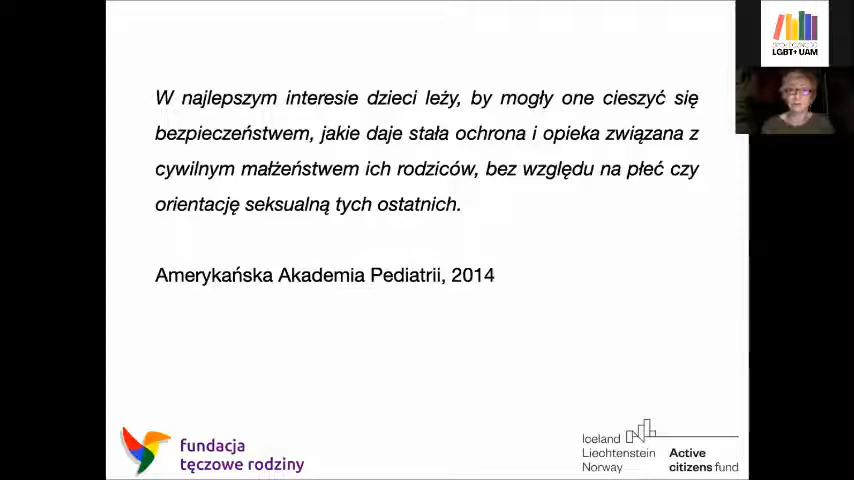 W najlepszym interesie dzieci leży, by mogły one cieszyć się
bezpieczeństwem, jakie daje stała ochrona i opieka związana z
cywilnym małżeństwem ich rodziców, bez względu na płeć czy
orientację seksualną tych ostatnich.
Amerykańska Akademia Pediatrii, 2014
fundacja
tęczowe rodziny
Iceland
Liechtenstein
Norway
Active
citizens fund
LGBT+ UAM